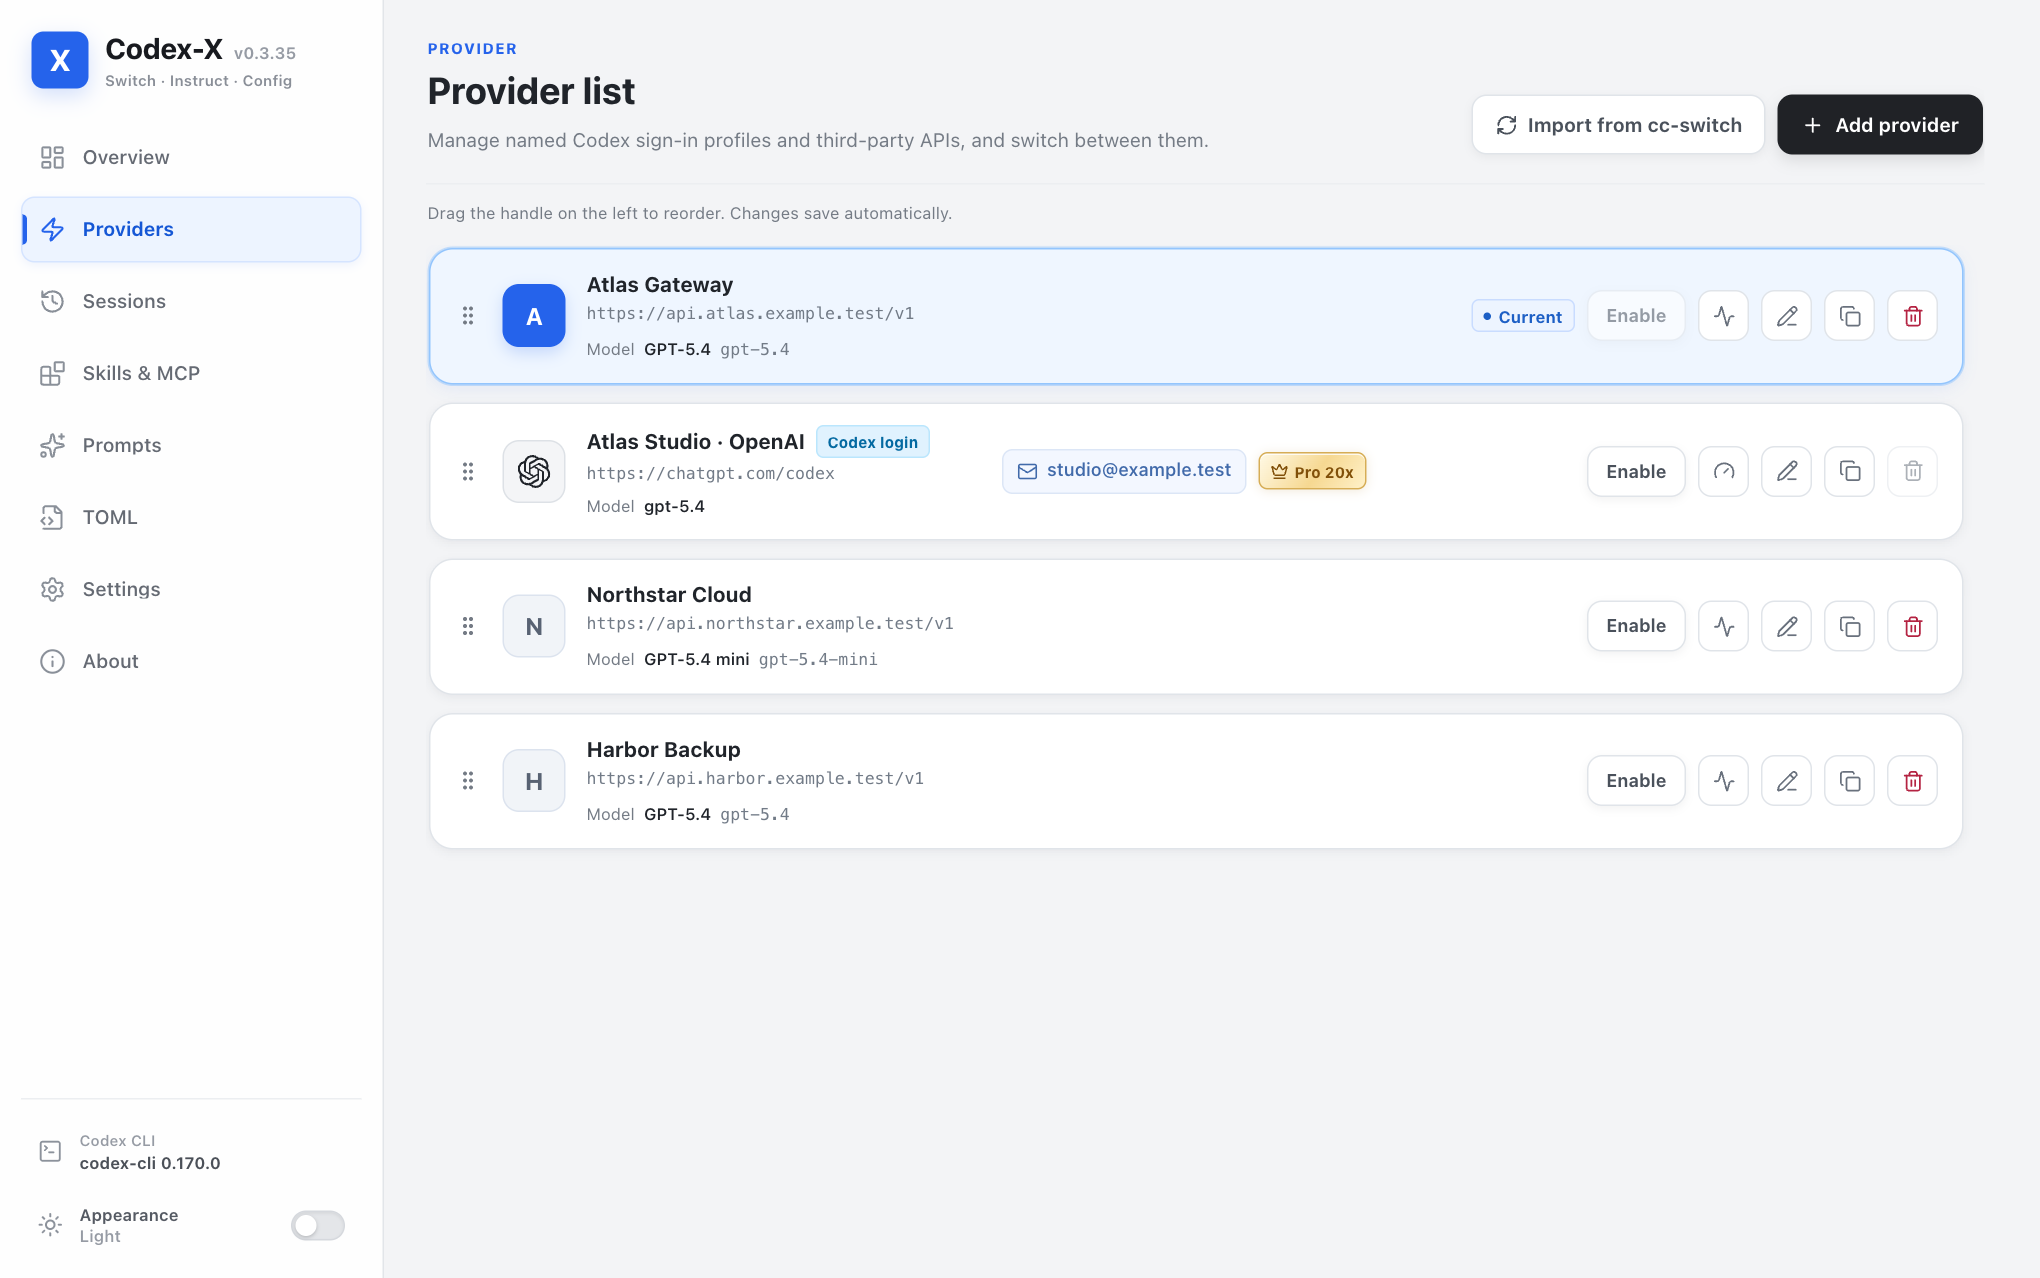 X
Codex-X v0.3.35
Switch · Instruct · Config
Overview
Providers
Sessions
Skills & MCP
Prompts
TOML
Settings
About
Codex CLI
codex-cli 0.170.0
Appearance
Light
PROVIDER
Provider list
Manage named Codex sign-in profiles and third-party APIs, and switch between them.
Import from cc-switch
Add provider
Drag the handle on the left to reorder. Changes save automatically.
A
Atlas Gateway
https://api.atlas.example.test/v1
Model GPT-5.4 gpt-5.4
Current
Enable
Atlas Studio · OpenAI Codex login
https://chatgpt.com/codex
Model gpt-5.4
studio@example.test
Pro 20x
Enable
N
Northstar Cloud
https://api.northstar.example.test/v1
Model GPT-5.4 mini gpt-5.4-mini
Enable
H
Harbor Backup
https://api.harbor.example.test/v1
Model GPT-5.4 gpt-5.4
Enable